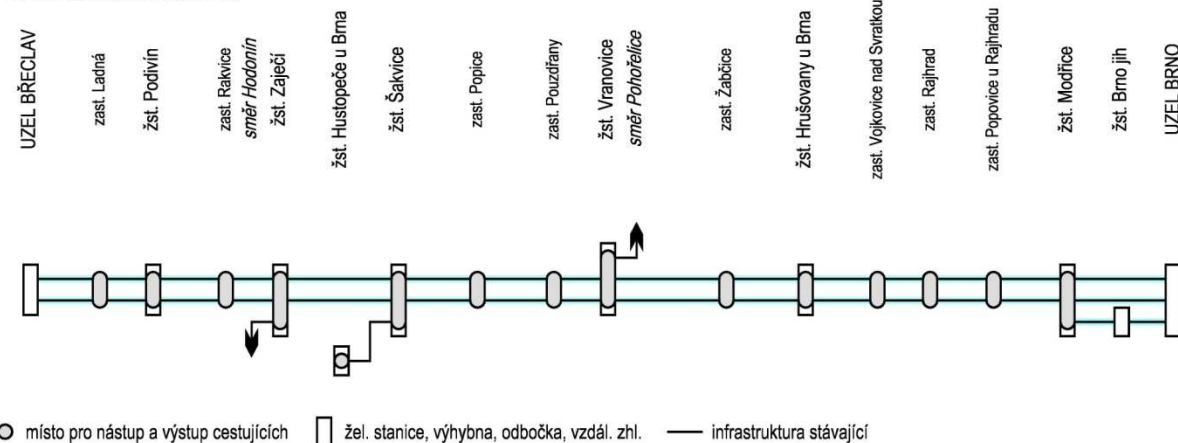 UZEL BŘECLAV
zast. Ladná
žst. Podivín
zast. Rakvice
směr Hodonín
žst. Zaječí
žst. Hustopeče u Brna
žst. Šakvice
zast. Popice
zast. Pouzdřany
žst. Vranovice
směr Pohořelice
zast. Žabčice
žst. Hrušovany u Brna
zast. Vojkovice nad Svratkou
zast. Rajhrad
zast. Popovice u Rajhradu
žst. Modřice
žst. Brno jih
UZEL BRNO
místo pro nástup a výstup cestujících
žel. stanice, výhybna, odbočka, vzdál. zhl.
infrastruktura stávající